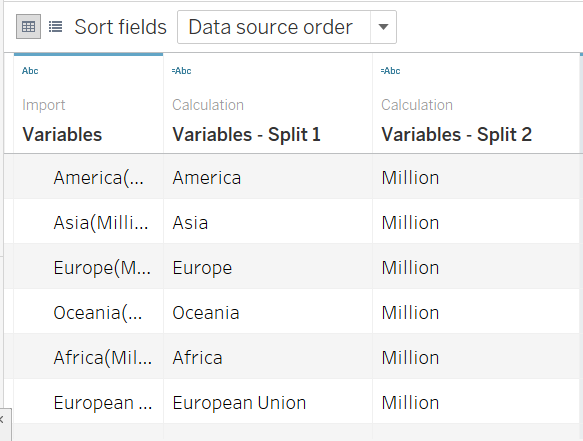 Sort fields Data source order
Abc =Abc =Abc
Import Calculation Calculation
Variables Variables - Split 1 Variables - Split 2
America(... America Million
Asia(Milli... Asia Million
Europe(M... Europe Million
Oceania(... Oceania Million
Africa(Mil... Africa Million
European ... European Union Million